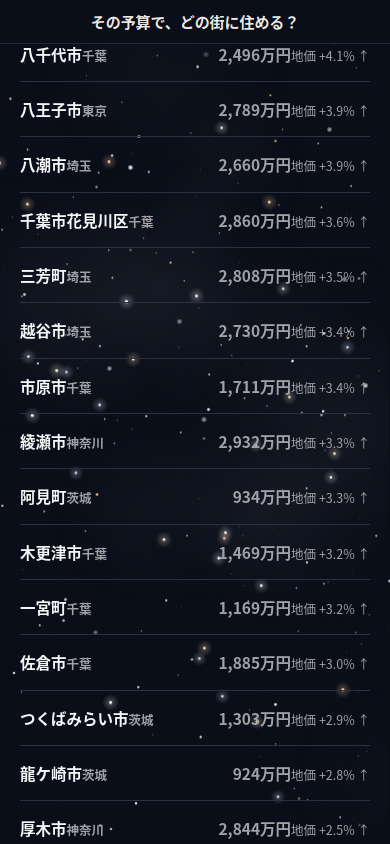 その予算で、どの街に住める？
八千代市千葉 2,496万円地価 +4.1% ↑
八王子市東京 2,789万円地価 +3.9% ↑
八潮市埼玉 2,660万円地価 +3.9% ↑
千葉市花見川区千葉 2,860万円地価 +3.6% ↑
三芳町埼玉 2,808万円地価 +3.5% ↑
越谷市埼玉 2,730万円地価 +3.4% ↑
市原市千葉 1,711万円地価 +3.4% ↑
綾瀬市神奈川 2,932万円地価 +3.3% ↑
阿見町茨城 934万円地価 +3.3% ↑
木更津市千葉 1,469万円地価 +3.2% ↑
一宮町千葉 1,169万円地価 +3.2% ↑
佐倉市千葉 1,885万円地価 +3.0% ↑
つくばみらい市茨城 1,303万円地価 +2.9% ↑
龍ケ崎市茨城 924万円地価 +2.8% ↑
厚木市神奈川 2,844万円地価 +2.5% ↑